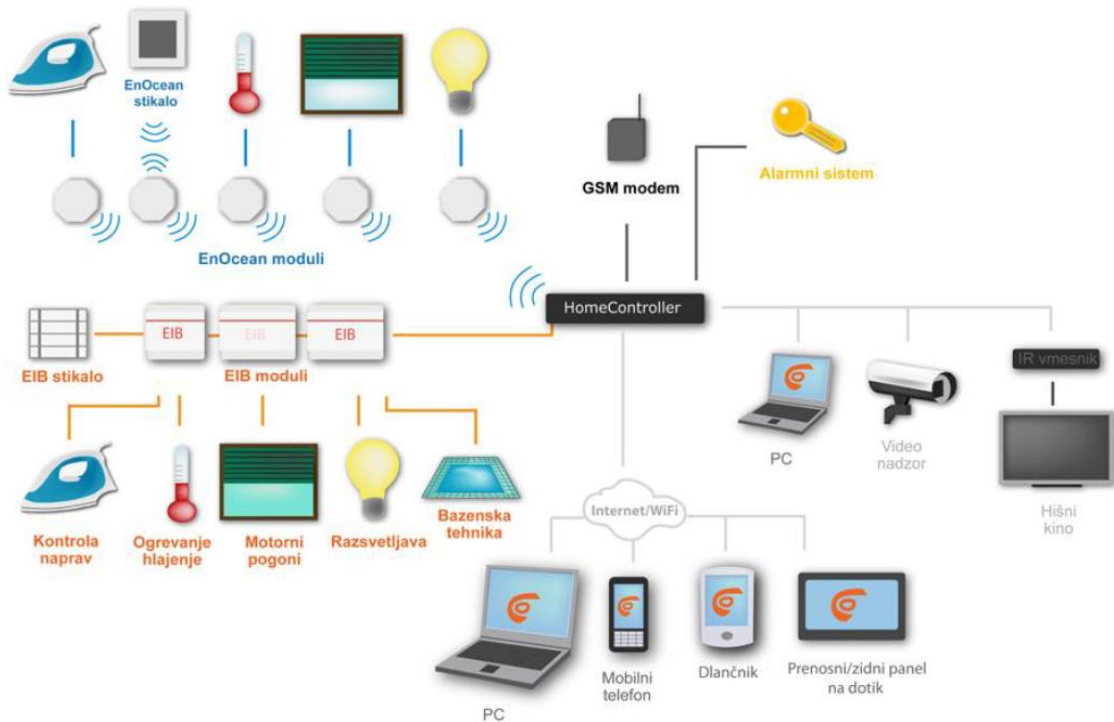 EnOcean
stikalo
GSM modem
Alarmni sistem
EnOcean moduli
HomeController
EIB
EIB
EIB
EIB stikalo
EIB moduli
IR vmesnik
PC
Video
nadzor
Hišni
kino
Kontrola
naprav
Ogrevanje
hlajenje
Motorni
pogoni
Razsvetljava
Bazenska
tehnika
Internet/WiFi
PC
Mobilni
telefon
Dlančnik
Prenosni/zidni panel
na dotik